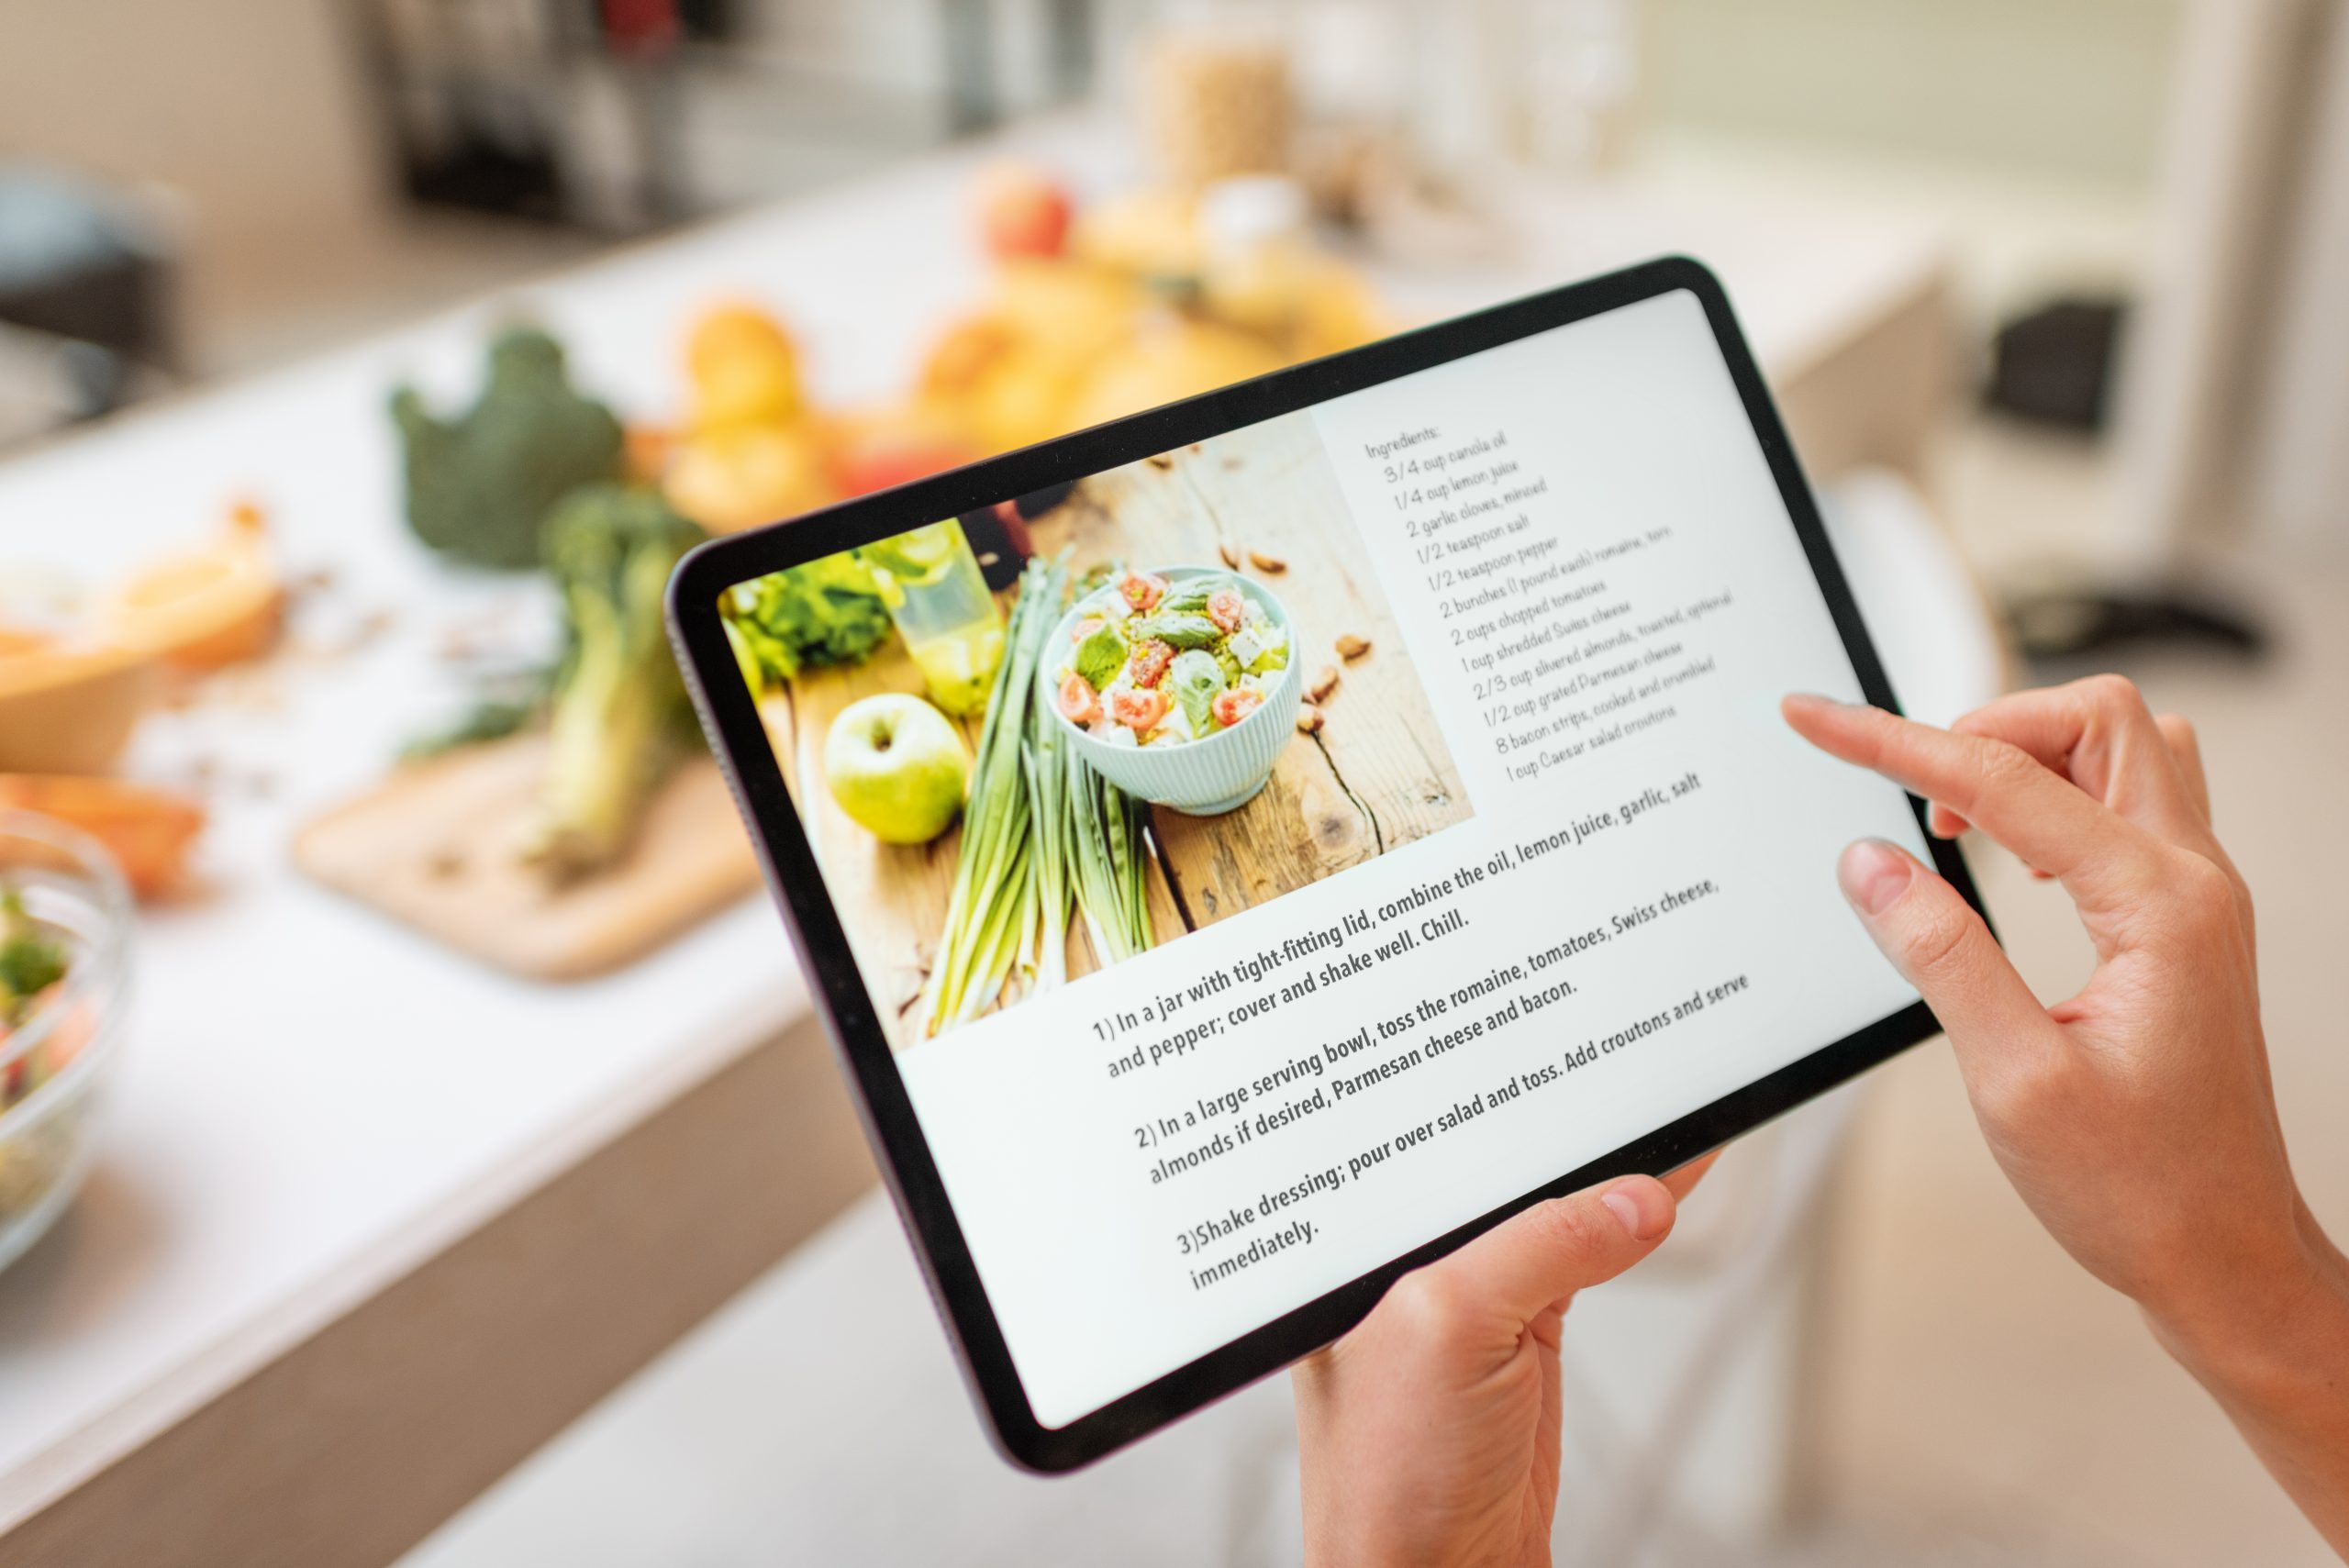 Ingredients:
3/4 cup canola oil
1/4 cup lemon juice
2 garlic cloves, minced
1/2 teaspoon salt
1/2 teaspoon pepper
2 bunches (1 pound each) romaine, torn
2 cups chopped tomatoes
1 cup shredded Swiss cheese
2/3 cup slivered almonds, toasted, optional
1/2 cup grated Parmesan cheese
8 bacon strips, cooked and crumbled
1 cup Caesar salad croutons
1) In a jar with tight-fitting lid, combine the oil, lemon juice, garlic, salt
and pepper; cover and shake well. Chill.
2) In a large serving bowl, toss the romaine, tomatoes, Swiss cheese,
almonds if desired, Parmesan cheese and bacon.
3)Shake dressing; pour over salad and toss. Add croutons and serve
immediately.